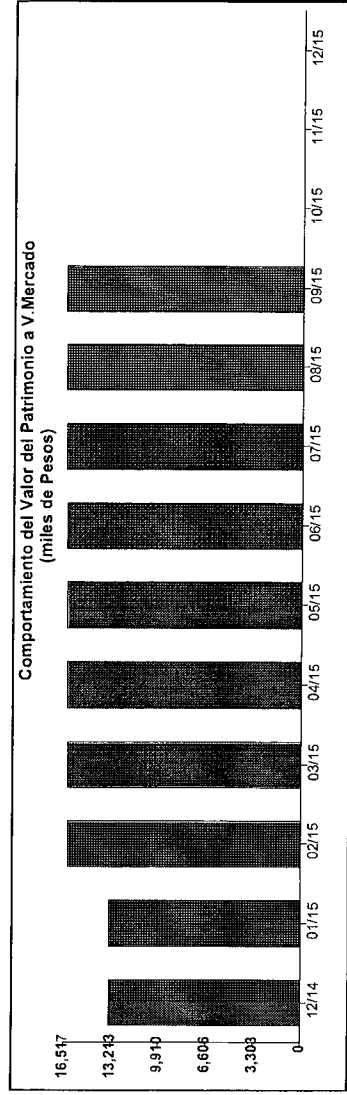 Comportamiento del Valor del Patrimonio a V.Mercado
(miles de Pesos)
16,517
13,213
9,910
6,606
3,303
0
12/14 01/15 02/15 03/15 04/15 05/15 06/15 07/15 08/15 09/15 10/15 11/15 12/15